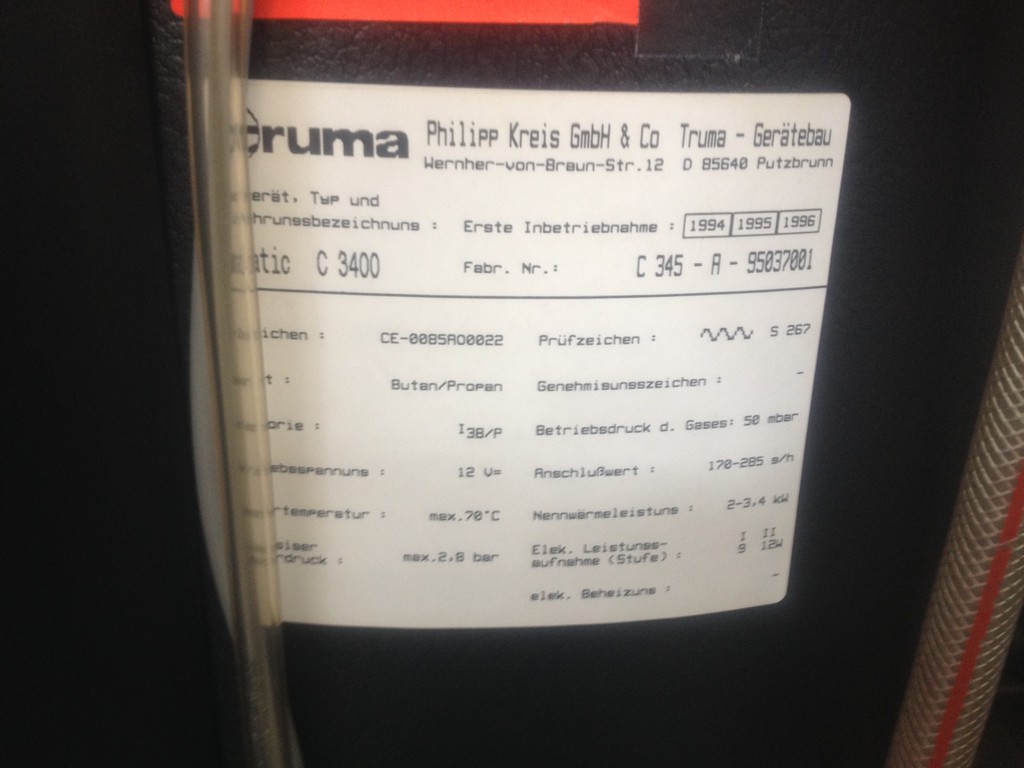 truma Philipp Kreis GmbH & Co Truma - Gerätebau
Wernher-von-Braun-Str.12 D 85640 Putzbrunn
erät, Typ und
hrungsbezeichnung : Erste Inbetriebnahme : 1994 1995 1996
atic C 3400 Fabr. Nr.: C 345 - A - 95037001
ichen : CE-0085AO0022 Prüfzeichen : S 267
t : Butan/Propan Genehmigungszeichen : -
orie : I3B/P Betriebsdruck d. Gases: 50 mbar
ebsspannung : 12 V= Anschlußwert : 170-285 g/h
rtemperatur : max.70°C Nennwärmeleistung : 2-3,4 kW
siger Elek. Leistungs- I II
rdruck : max.2,8 bar aufnahme (Stufe) : 9 12W
elek. Beheizung : -